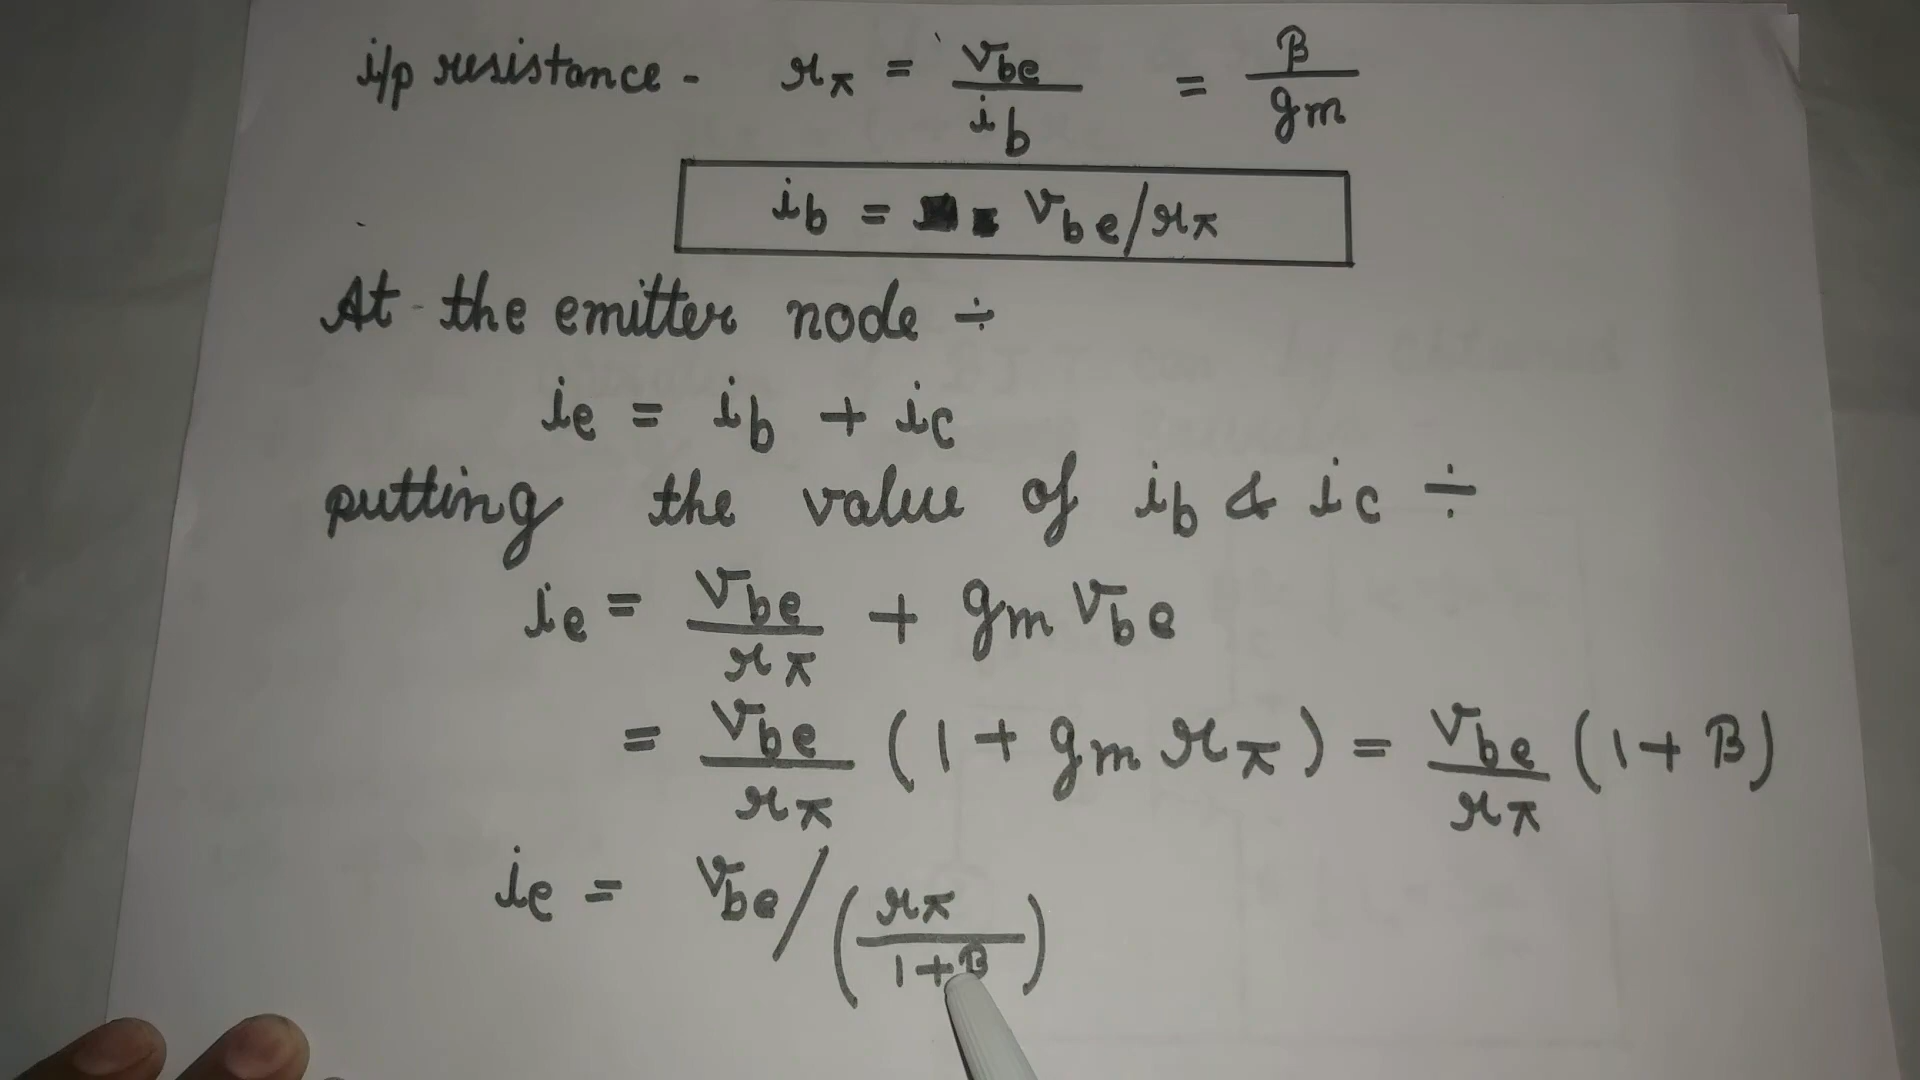 i/p resistance - rπ = vbe / ib = β / gm
ib = vbe/rπ
At the emitter node ÷
ie = ib + ic
putting the value of ib & ic ÷
ie = vbe / rπ + gm vbe
= vbe / rπ (1 + gm rπ) = vbe / rπ (1 + β)
ie = vbe / (rπ / 1+β)